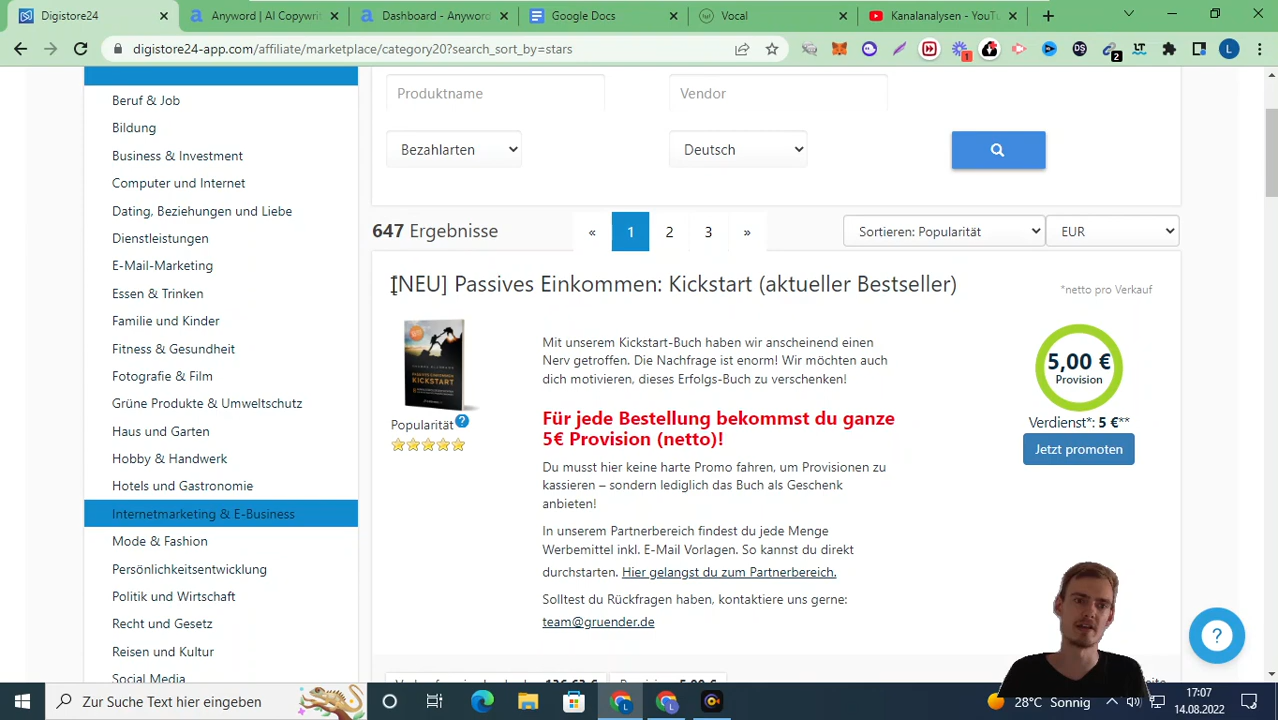 Digistore24
Anyword | AI Copywrit
Dashboard - Anyword
Google Docs
Vocal
Kanalanalysen - YouTu
digistore24-app.com/affiliate/marketplace/category20?search_sort_by=stars
1
2
L
Produktname
Vendor
Bezahlarten
Deutsch
Beruf & Job
Bildung
Business & Investment
Computer und Internet
Dating, Beziehungen und Liebe
Dienstleistungen
E-Mail-Marketing
Essen & Trinken
Familie und Kinder
Fitness & Gesundheit
Fotografie & Film
Grüne Produkte & Umweltschutz
Haus und Garten
Hobby & Handwerk
Hotels und Gastronomie
Internetmarketing & E-Business
Mode & Fashion
Persönlichkeitsentwicklung
Politik und Wirtschaft
Recht und Gesetz
Reisen und Kultur
Social Media
647 Ergebnisse
« 1 2 3 »
Sortieren: Popularität
EUR
[NEU] Passives Einkommen: Kickstart (aktueller Bestseller)
*netto pro Verkauf
KICKSTART
Popularität ?
Mit unserem Kickstart-Buch haben wir anscheinend einen
Nerv getroffen. Die Nachfrage ist enorm! Wir möchten auch
dich motivieren, dieses Erfolgs-Buch zu verschenken!
Für jede Bestellung bekommst du ganze
5€ Provision (netto)!
Du musst hier keine harte Promo fahren, um Provisionen zu
kassieren – sondern lediglich das Buch als Geschenk
anbieten!
In unserem Partnerbereich findest du jede Menge
Werbemittel inkl. E-Mail Vorlagen. So kannst du direkt
durchstarten. Hier gelangst du zum Partnerbereich.
Solltest du Rückfragen haben, kontaktiere uns gerne:
team@gruender.de
5,00 €
Provision
Verdienst*: 5 €**
Jetzt promoten
?
Zur Suche Text hier eingeben
28°C Sonnig
17:07
14.08.2022